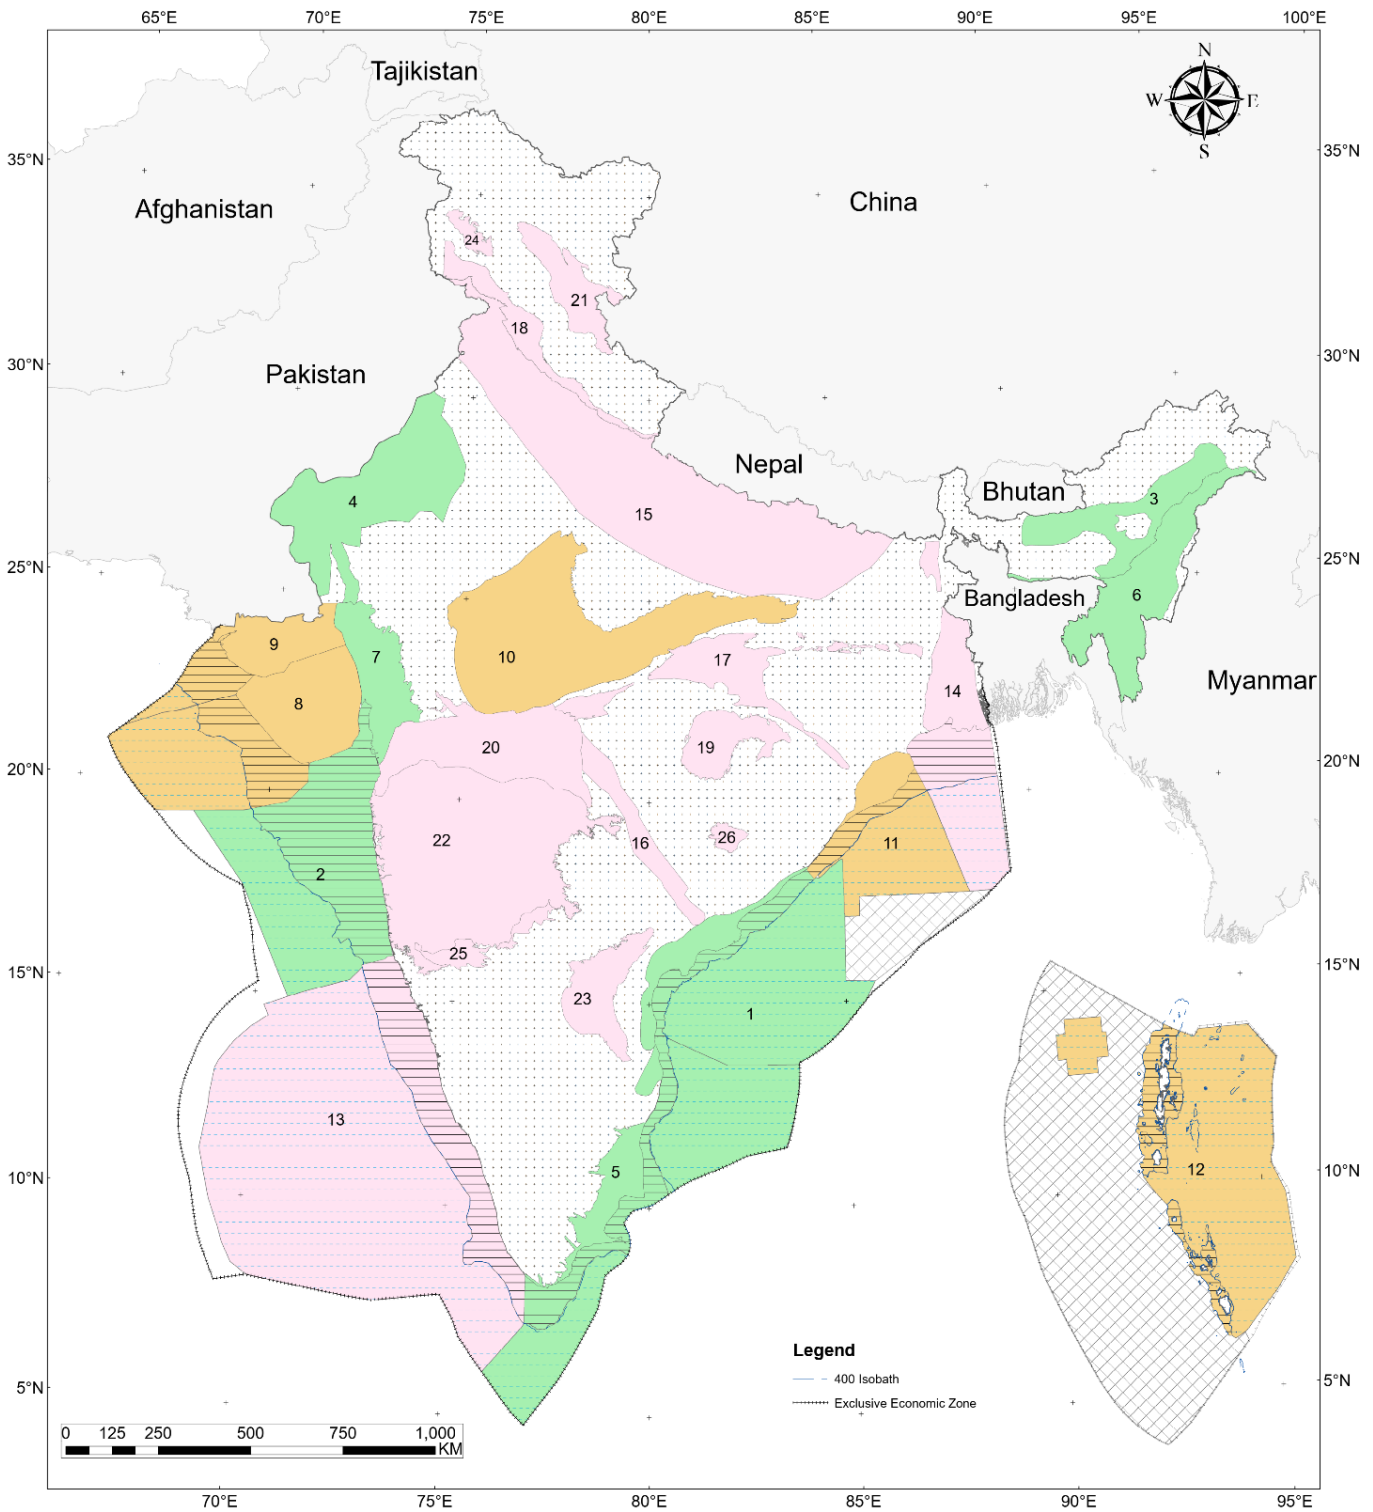 65°E 70°E 75°E 80°E 85°E 90°E 95°E 100°E
N
W E
S
Tajikistan
35°N 35°N
Afghanistan
China
24
21
18
30°N 30°N
Pakistan
Nepal
Bhutan
4
3
15
25°N 25°N
Bangladesh
6
9
7
10
17
Myanmar
8
14
20
19
20°N 20°N
22
16
26
11
2
25
15°N 15°N
23
1
13
5
12
10°N 10°N
Legend
400 Isobath
Exclusive Economic Zone
5°N 5°N
0 125 250 500 750 1,000
KM
70°E 75°E 80°E 85°E 90°E 95°E